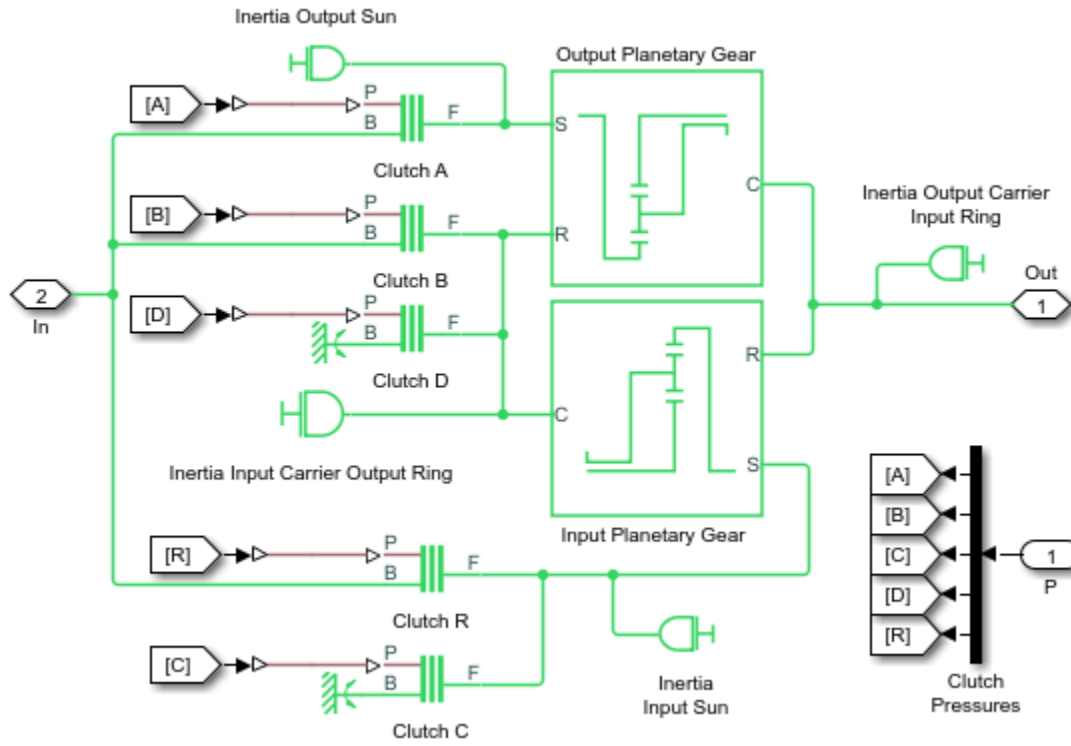 Inertia Output Sun
Output Planetary Gear
[A]
P
B
F
S
Clutch A
C
Inertia Output Carrier
Input Ring
[B]
P
B
F
R
Clutch B
2
In
Out
1
[D]
P
B
F
Clutch D
R
C
Inertia Input Carrier Output Ring
S
Input Planetary Gear
[A]
[B]
[C]
[D]
[R]
1
P
Clutch
Pressures
[R]
P
B
F
Clutch R
[C]
P
B
F
Clutch C
Inertia
Input Sun